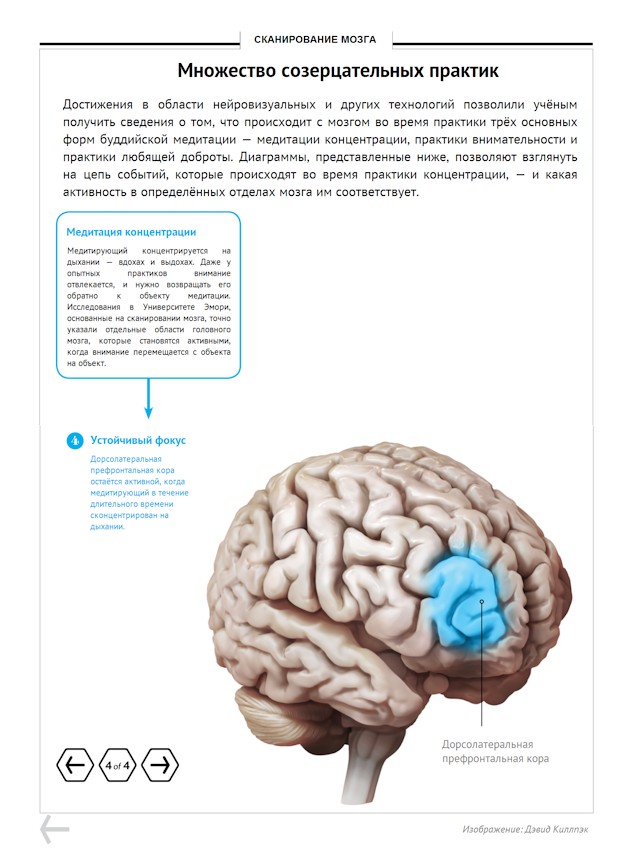 СКАНИРОВАНИЕ МОЗГА
Множество созерцательных практик
Достижения в области нейровизуальных и других технологий позволили учёным
получить сведения о том, что происходит с мозгом во время практики трёх основных
форм буддийской медитации — медитации концентрации, практики внимательности и
практики любящей доброты. Диаграммы, представленные ниже, позволяют взглянуть
на цепь событий, которые происходят во время практики концентрации, — и какая
активность в определённых отделах мозга им соответствует.
Медитация концентрации
Медитирующий концентрируется на
дыхании — вдохах и выдохах. Даже у
опытных практиков внимание
отвлекается, и нужно возвращать его
обратно к объекту медитации.
Исследования в Университете Эмори,
основанные на сканировании мозга, точно
указали отдельные области головного
мозга, которые становятся активными,
когда внимание перемещается с объекта
на объект.
4 Устойчивый фокус
Дорсолатеральная
префронтальная кора
остаётся активной, когда
медитирующий в течение
длительного времени
сконцентрирован на
дыхании.
Дорсолатеральная
префронтальная кора
4 of 4
Изображение: Дэвид Киллпэк